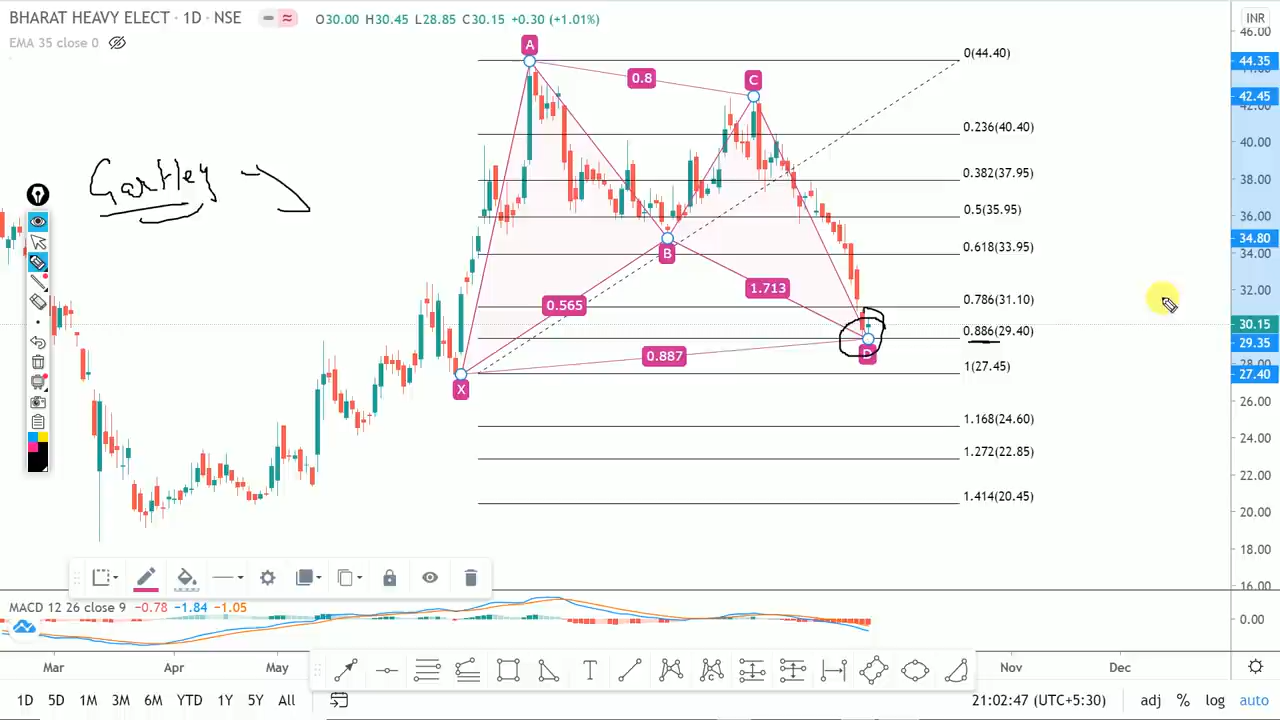 BHARAT HEAVY ELECT · 1D · NSE
O30.00 H30.45 L28.85 C30.15 +0.30 (+1.01%)
INR
EMA 35 close 0
46.00
44.35
44.00
42.45
42.00
40.00
38.00
36.00
34.80
34.00
32.00
30.15
29.35
28.00
27.40
26.00
24.00
22.00
20.00
18.00
16.00
A
0.8
C
0(44.40)
0.236(40.40)
0.382(37.95)
0.5(35.95)
0.618(33.95)
0.786(31.10)
0.886(29.40)
1(27.45)
1.168(24.60)
1.272(22.85)
1.414(20.45)
Gartley
B
1.713
0.565
0.887
D
X
MACD 12 26 close 9 −0.78 −1.84 −1.05
0.00
Mar Apr May Nov Dec
1D 5D 1M 3M 6M YTD 1Y 5Y All
21:02:47 (UTC+5:30) adj % log auto